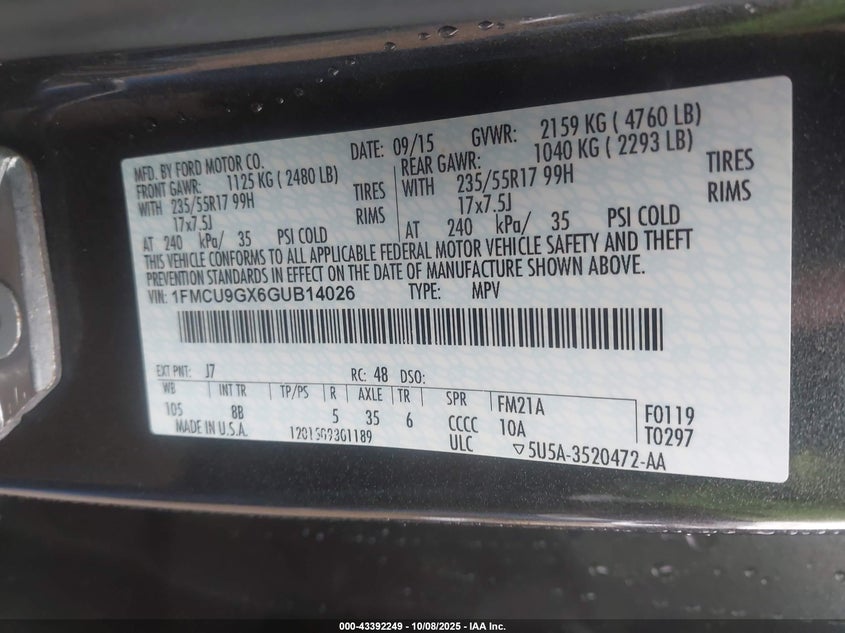 MFD. BY FORD MOTOR CO.
DATE: 09/15 GVWR: 2159 KG ( 4760 LB)
FRONT GAWR: 1125 KG ( 2480 LB)
REAR GAWR: 1040 KG ( 2293 LB)
WITH 235/55R17 99H TIRES
WITH 235/55R17 99H TIRES
17x7.5J RIMS
17x7.5J RIMS
AT 240 kPa/ 35 PSI COLD
AT 240 kPa/ 35 PSI COLD
THIS VEHICLE CONFORMS TO ALL APPLICABLE FEDERAL MOTOR VEHICLE SAFETY AND THEFT
PREVENTION STANDARDS IN EFFECT ON THE DATE OF MANUFACTURE SHOWN ABOVE.
VIN: 1FMCU9GX6GUB14026 TYPE: MPV
EXT PNT: J7 RC: 48 DSO:
WB INT TR TP/PS R AXLE TR SPR
105 8B 5 35 6 CCCC
FM21A
10A
F0119
T0297
MADE IN U.S.A. ULC
▽5U5A-3520472-AA
000-43392249 - 10/08/2025 - IAA Inc.